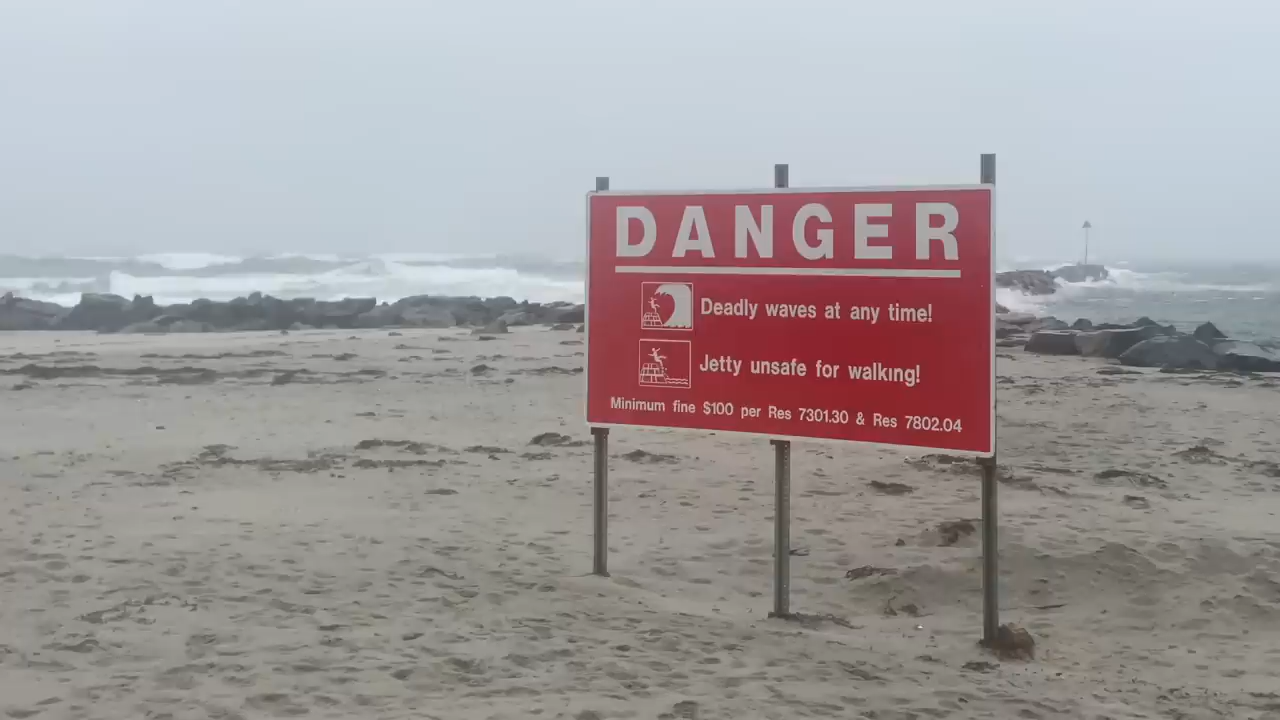 DANGER
Deadly waves at any time!
Jetty unsafe for walking!
Minimum fine $100 per Res 7301.30 & Res 7802.04